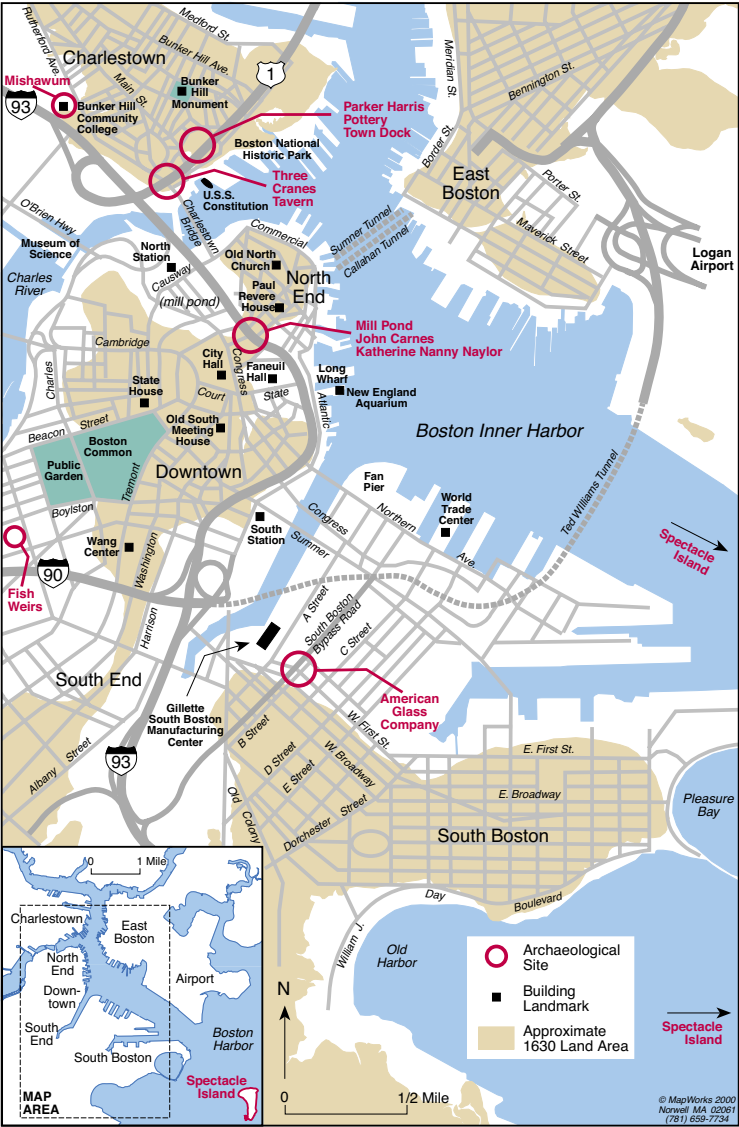 Rutherford Ave.
Medford St.
Charlestown
Bunker Hill Ave.
Main St.
Mishawum
93
Bunker Hill
Community
College
Bunker
Hill
Monument
1
Meridian St.
Bennington St.
Parker Harris
Pottery
Town Dock
Boston National
Historic Park
Border St.
East
Boston
Three
Cranes
Tavern
U.S.S.
Constitution
Porter St.
Maverick Street
Logan
Airport
O'Brien Hwy
Charlestown
Bridge
Commercial
Sumner Tunnel
Callahan Tunnel
Museum of
Science
Charles
River
North
Station
Causway
(mill pond)
Old North
Church
North
End
Paul
Revere
House
Mill Pond
John Carnes
Katherine Nanny Naylor
Cambridge
Charles
City
Hall
Congress
Faneuil
Hall
Long
Wharf
New England
Aquarium
State
House
Court
State
Atlantic
Beacon Street
Old South
Meeting
House
Boston Inner Harbor
Boston
Common
Public
Garden
Tremont
Downtown
Boylston
Fan
Pier
World
Trade
Center
Ted WIlliams Tunnel
Congress
Northern
Ave.
Summer
South
Station
Wang
Center
Washington
Spectacle
Island
90
Fish
Weirs
Harrison
A Street
South Boston
Bypass Road
C Street
South End
Gillette
South Boston
Manufacturing
Center
American
Glass
Company
B Street
W. First St.
D Street
E Street
W. Broadway
E. First St.
E. Broadway
Albany Street
93
Old Colony
Dorchester Street
South Boston
Pleasure
Bay
Day
Boulevard
William J.
Old
Harbor
0 1 Mile
Charlestown
East
Boston
North
End
Down-
town
Airport
South
End
South Boston
Boston
Harbor
Spectacle
Island
MAP
AREA
N
0 1/2 Mile
Archaeological
Site
Building
Landmark
Approximate
1630 Land Area
Spectacle
Island
© MapWorks 2000
Norwell MA 02061
(781) 659-7734